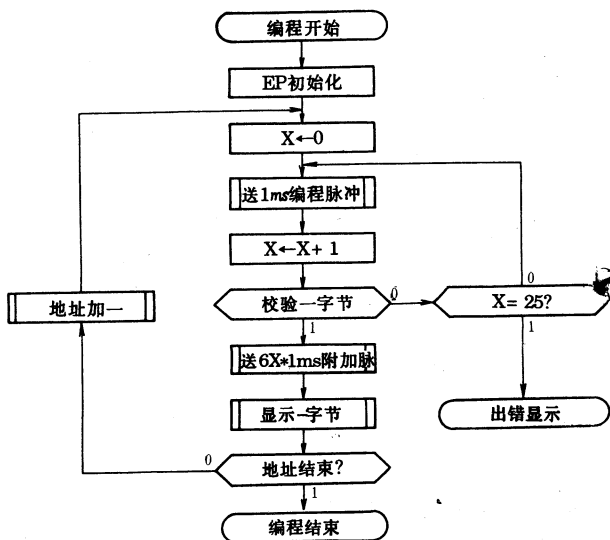 编程开始
EP初始化
X←0
送1ms编程脉冲
X←X+1
地址加一
校验一字节
0
X=25?
0
1
1
送6X*1ms附加脉
显示一字节
出错显示
0
地址结束?
1
编程结束